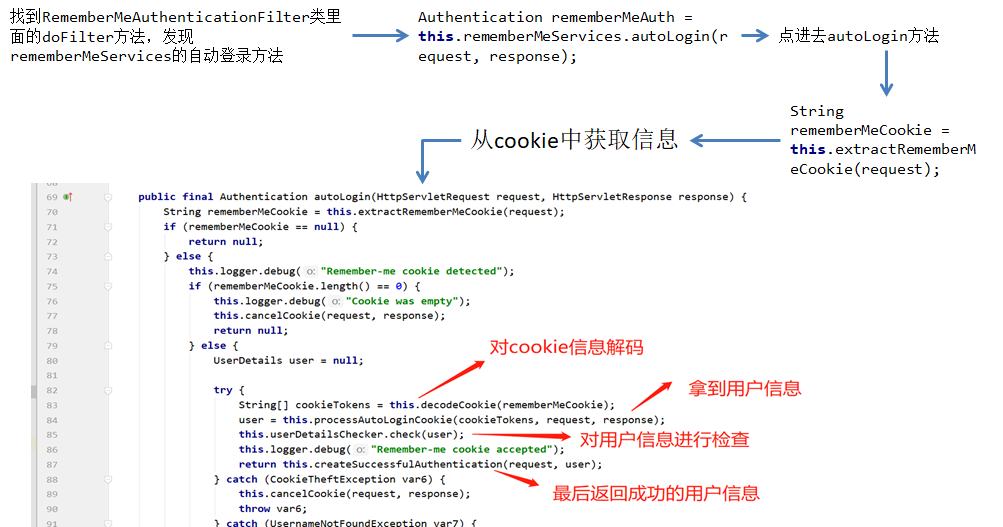 找到RememberMeAuthenticationFilter类里
面的doFilter方法，发现
rememberMeServices的自动登录方法
Authentication rememberMeAuth =
this.rememberMeServices.autoLogin(r
equest, response);
点进去autoLogin方法
String
rememberMeCookie =
this.extractRememberM
eCookie(request);
从cookie中获取信息
69 public final Authentication autoLogin(HttpServletRequest request, HttpServletResponse response) {
70 String rememberMeCookie = this.extractRememberMeCookie(request);
71 if (rememberMeCookie == null) {
72 return null;
73 } else {
74 this.logger.debug( o: "Remember-me cookie detected");
75 if (rememberMeCookie.length() == 0) {
76 this.logger.debug( o: "Cookie was empty");
77 this.cancelCookie(request, response);
78 return null;
79 } else {
80 UserDetails user = null;
81
82 try {
83 String[] cookieTokens = this.decodeCookie(rememberMeCookie);
84 user = this.processAutoLoginCookie(cookieTokens, request, response);
85 this.userDetailsChecker.check(user);
86 this.logger.debug( o: "Remember-me cookie accepted");
87 return this.createSuccessfulAuthentication(request, user);
88 } catch (CookieTheftException var6) {
89 this.cancelCookie(request, response);
90 throw var6;
91 } catch (UsernameNotFoundException var7) {
对cookie信息解码
拿到用户信息
对用户信息进行检查
最后返回成功的用户信息